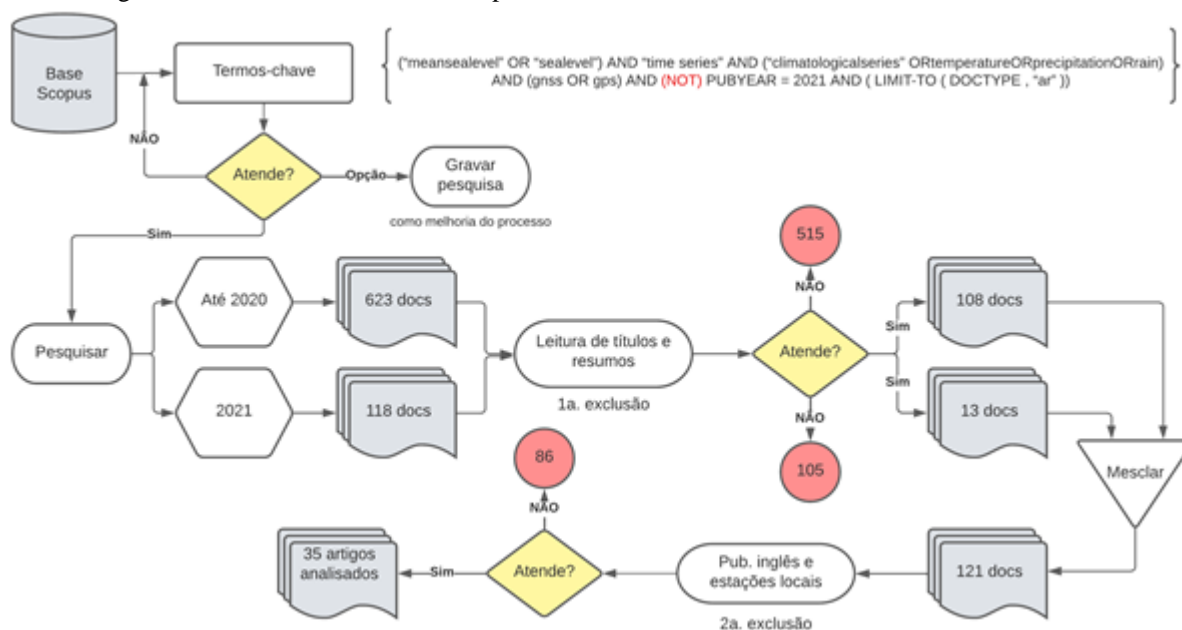 Base
Scopus
Termos-chave
("meansealevel" OR "sealevel") AND "time series" AND ("climatologicalseries" ORtemperatureORprecipitationORrain)
AND (gnss OR gps) AND (NOT) PUBYEAR = 2021 AND ( LIMIT-TO ( DOCTYPE , "ar" ))
NÃO
Atende?
Opção
Gravar
pesquisa
como melhoria do processo
Sim
Pesquisar
Até 2020
623 docs
2021
118 docs
Leitura de títulos e
resumos
1a. exclusão
515
NÃO
Atende?
NÃO
105
Sim
108 docs
Sim
13 docs
Mesclar
121 docs
Pub. inglês e
estações locais
2a. exclusão
86
NÃO
Atende?
Sim
35 artigos
analisados